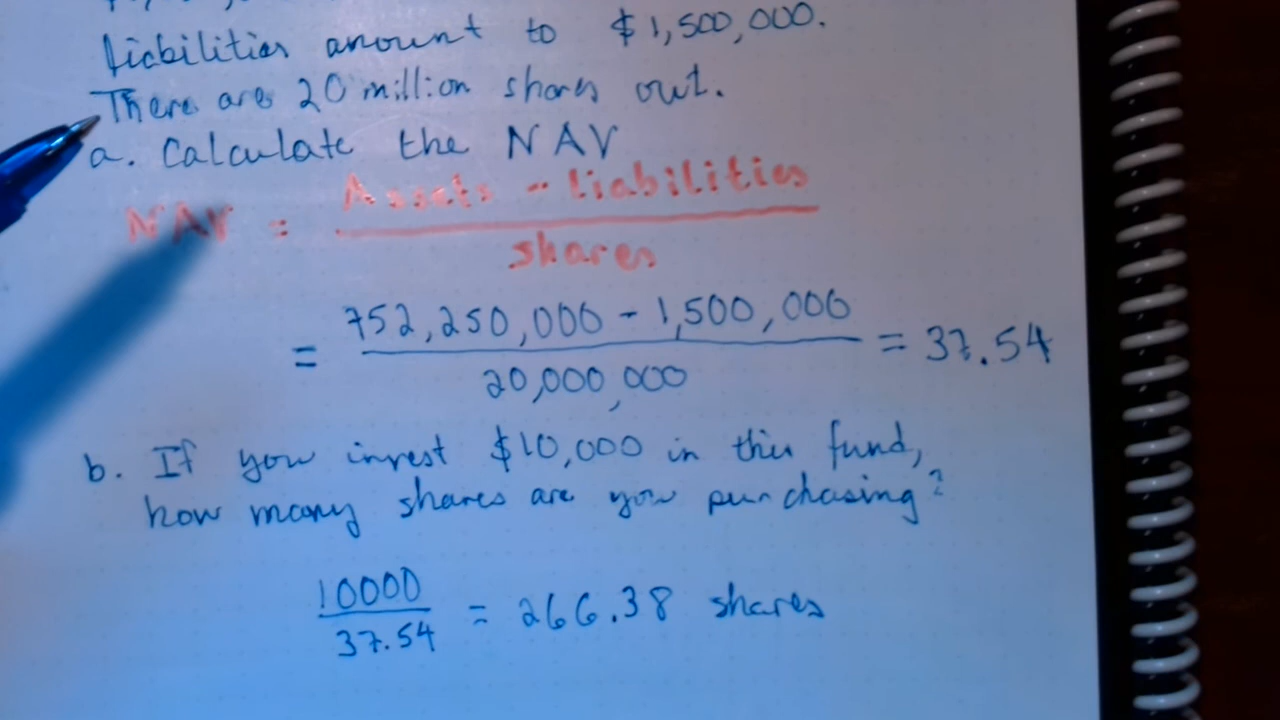 liabilities amount to $1,500,000.
There are 20 million shares out.
a. Calculate the NAV
NAV = Assets - liabilities
shares
= 752,250,000 - 1,500,000 = 37.54
20,000,000
b. If you invest $10,000 in this fund,
how many shares are you purchasing?
10000
37.54 = 266.38 shares